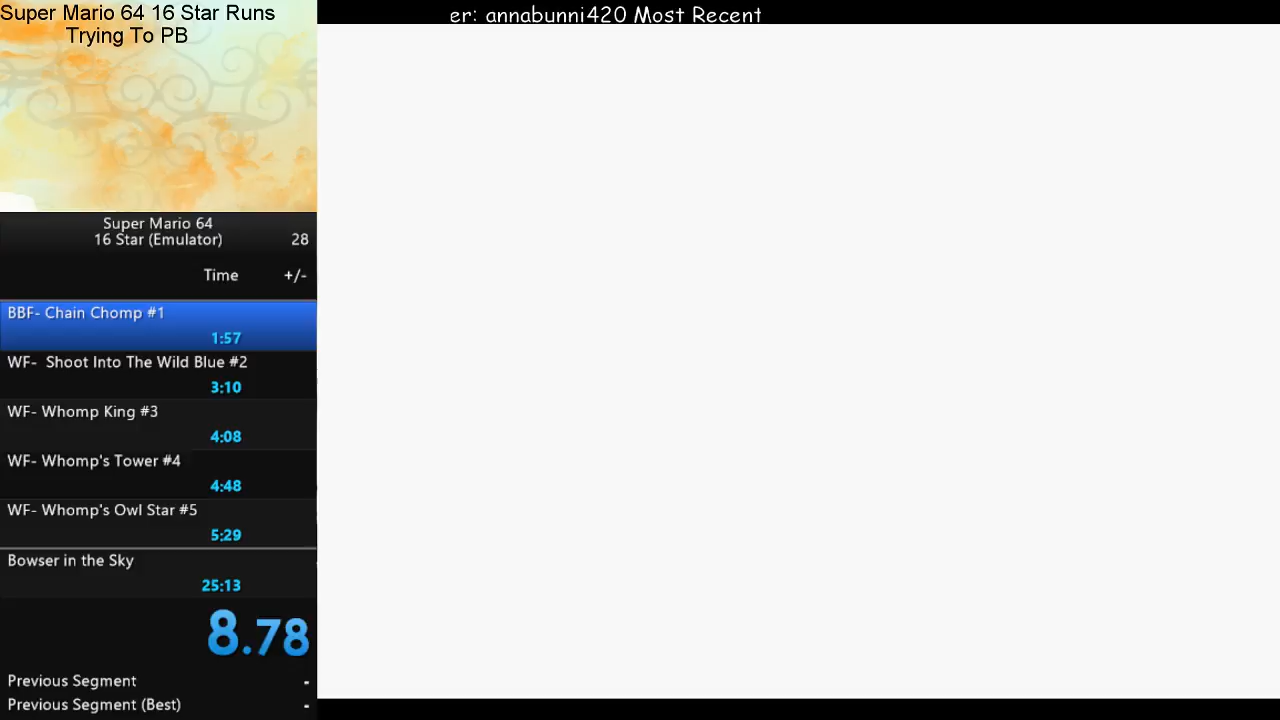 Super Mario 64 16 Star Runs
Trying To PB
er: annabunni420 Most Recent
Super Mario 64
16 Star (Emulator) 28
Time +/-
BBF- Chain Chomp #1
1:57
WF-  Shoot Into The Wild Blue #2
3:10
WF- Whomp King #3
4:08
WF- Whomp's Tower #4
4:48
WF- Whomp's Owl Star #5
5:29
Bowser in the Sky
25:13
8.78
Previous Segment -
Previous Segment (Best) -